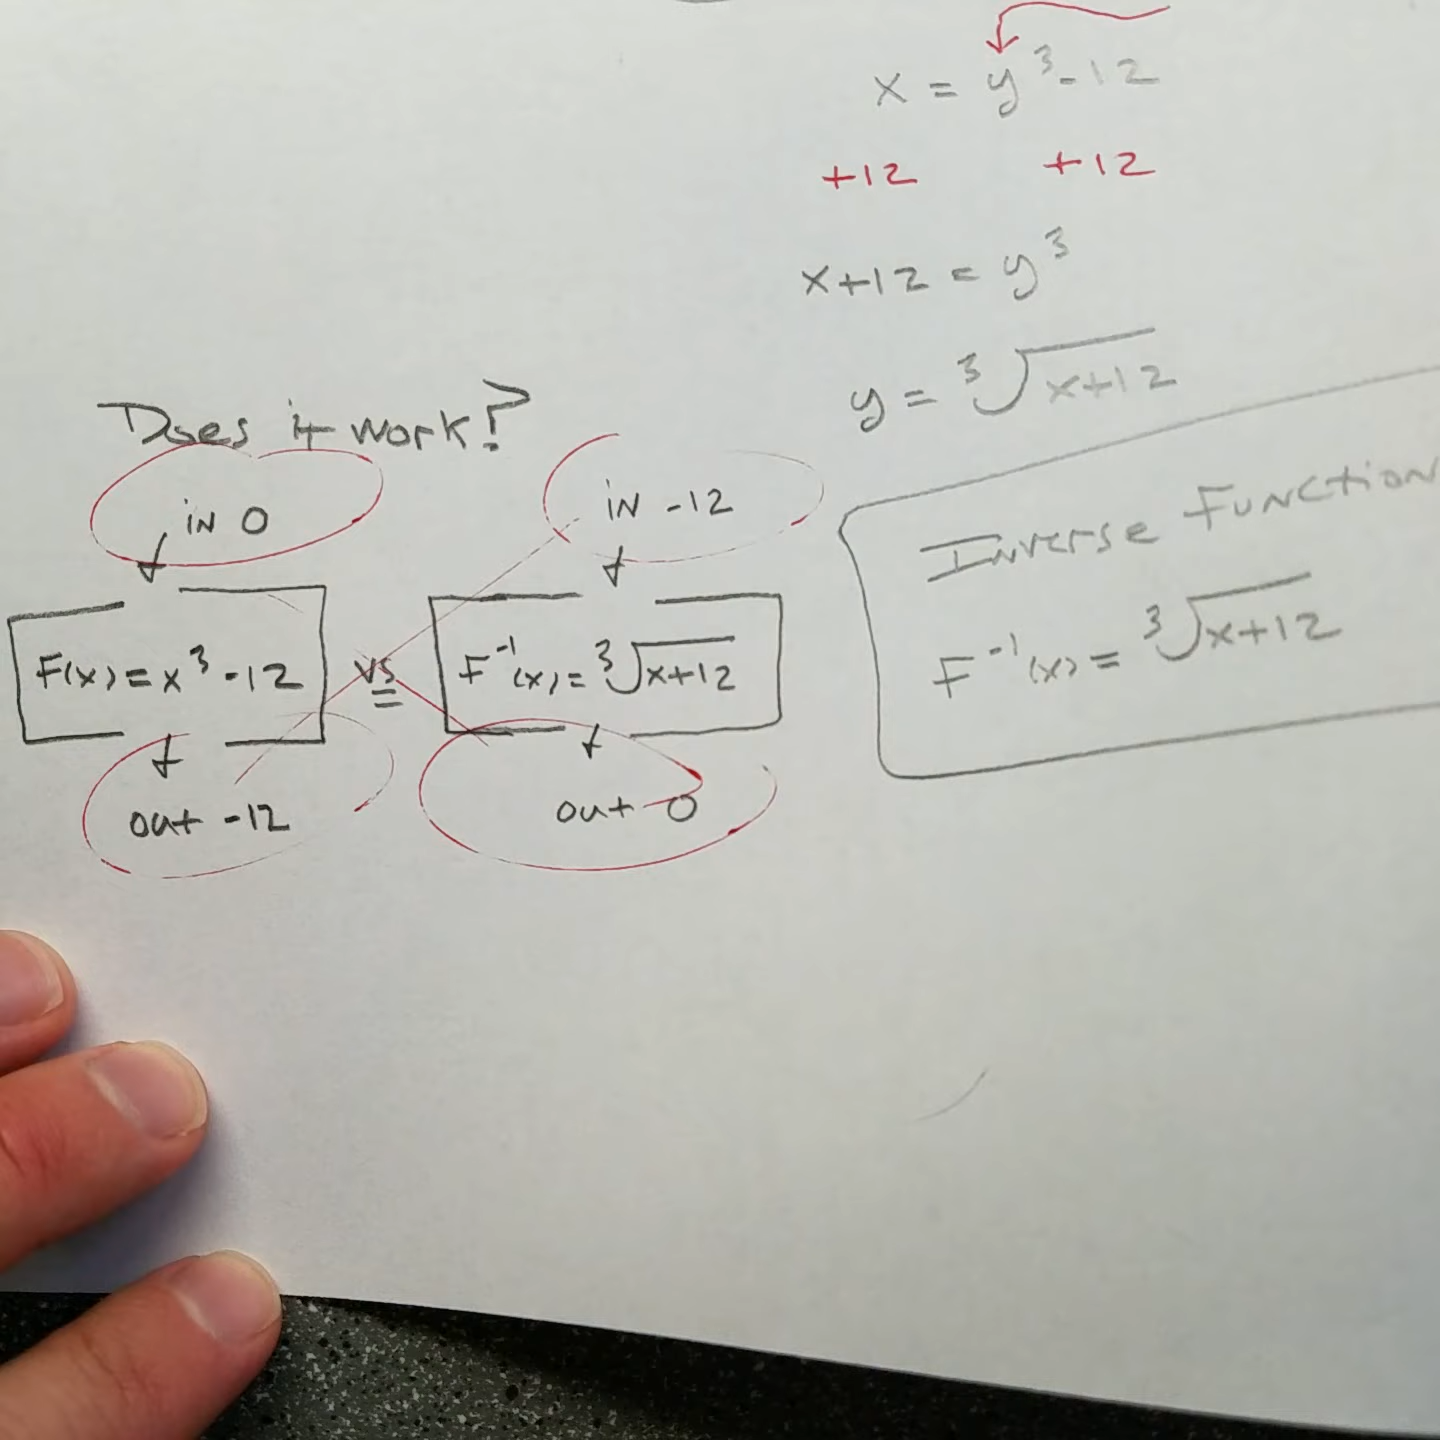 x = y³-12
+12 +12
x+12 = y³
y = ³√x+12
Inverse Function
F⁻¹(x) = ³√x+12
Does it work?
in 0
F(x) = x³-12
out -12
vs
in -12
F⁻¹(x) = ³√x+12
out 0